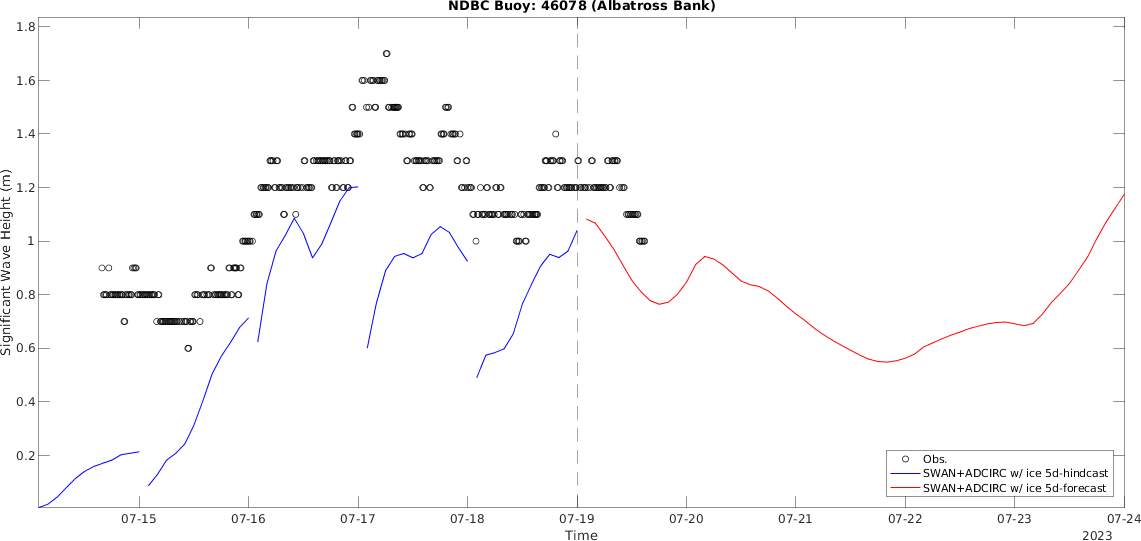 NDBC Buoy: 46078 (Albatross Bank)
1.8
1.6
1.4
1.2
1
0.8
0.6
0.4
0.2
Significant Wave Height (m)
Obs.
SWAN+ADCIRC w/ ice 5d-hindcast
SWAN+ADCIRC w/ ice 5d-forecast
07-15 07-16 07-17 07-18 07-19 07-20 07-21 07-22 07-23 07-24
Time
2023